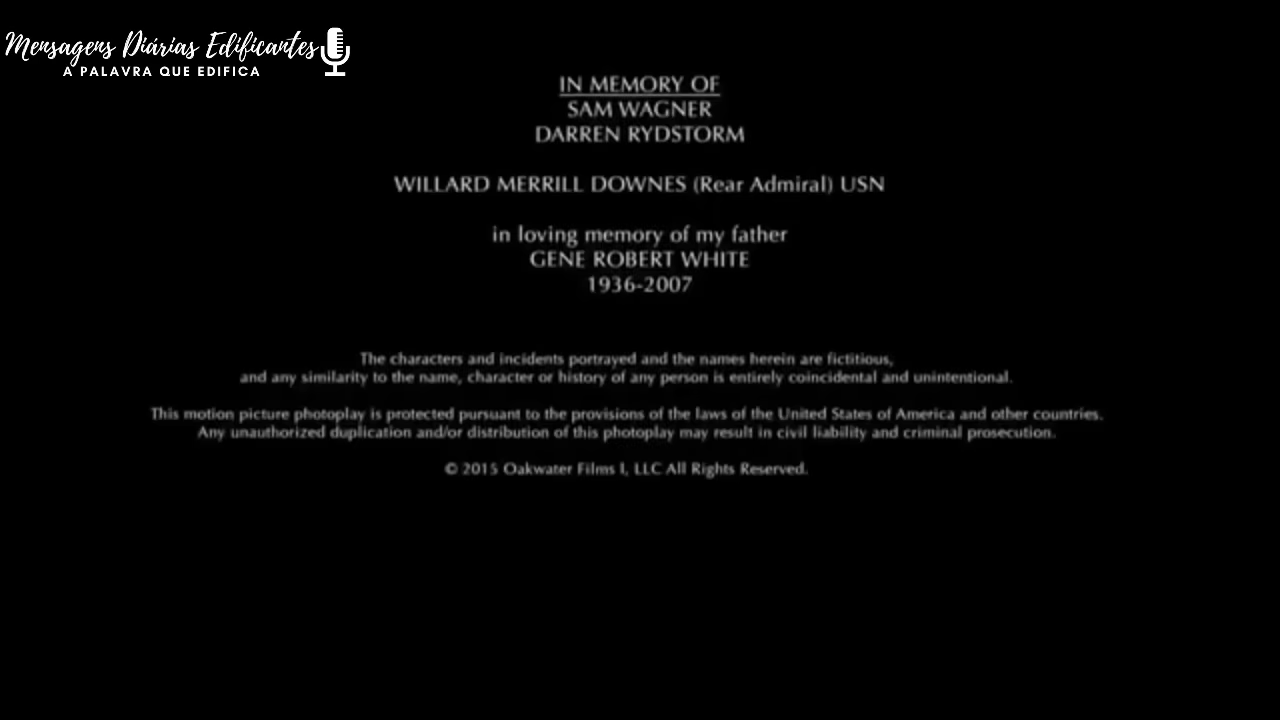 Mensagens Diárias Edificantes
A PALAVRA QUE EDIFICA
IN MEMORY OF
SAM WAGNER
DARREN RYDSTORM
WILLARD MERRILL DOWNES (Rear Admiral) USN
in loving memory of my father
GENE ROBERT WHITE
1936-2007
The characters and incidents portrayed and the names herein are fictitious,
and any similarity to the name, character or history of any person is entirely coincidental and unintentional.
This motion picture photoplay is protected pursuant to the provisions of the laws of the United States of America and other countries.
Any unauthorized duplication and/or distribution of this photoplay may result in civil liability and criminal prosecution.
© 2015 Oakwater Films I, LLC All Rights Reserved.